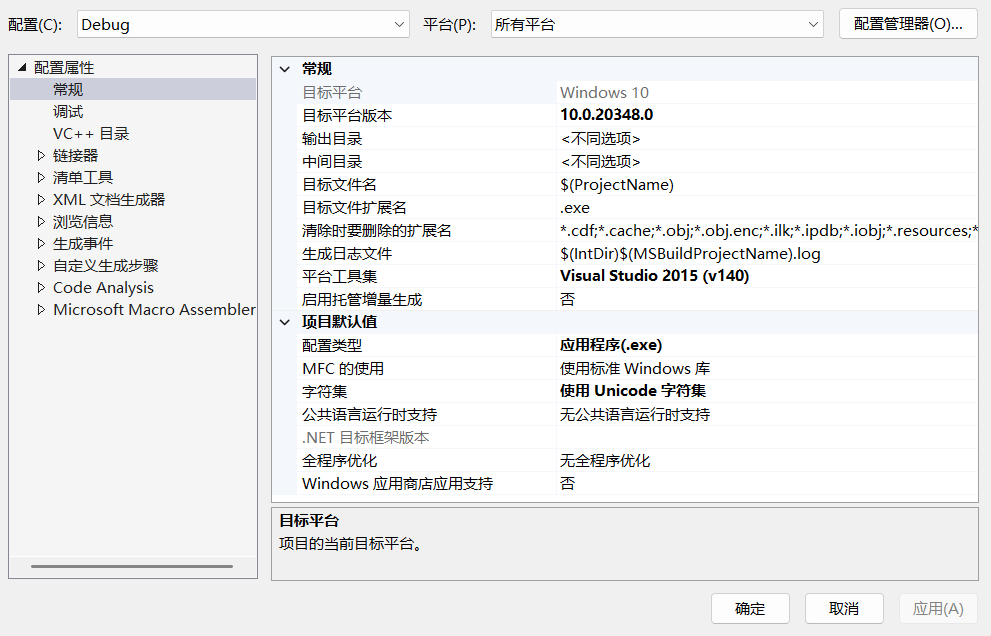 配置(C): Debug 平台(P): 所有平台 配置管理器(O)...
配置属性
常规
调试
VC++ 目录
链接器
清单工具
XML 文档生成器
浏览信息
生成事件
自定义生成步骤
Code Analysis
Microsoft Macro Assembler
常规
目标平台 Windows 10
目标平台版本 10.0.20348.0
输出目录 <不同选项>
中间目录 <不同选项>
目标文件名 $(ProjectName)
目标文件扩展名 .exe
清除时要删除的扩展名 *.cdf;*.cache;*.obj;*.obj.enc;*.ilk;*.ipdb;*.iobj;*.resources;*
生成日志文件 $(IntDir)$(MSBuildProjectName).log
平台工具集 Visual Studio 2015 (v140)
启用托管增量生成 否
项目默认值
配置类型 应用程序(.exe)
MFC 的使用 使用标准 Windows 库
字符集 使用 Unicode 字符集
公共语言运行时支持 无公共语言运行时支持
.NET 目标框架版本
全程序优化 无全程序优化
Windows 应用商店应用支持 否
目标平台
项目的当前目标平台。
确定 取消 应用(A)